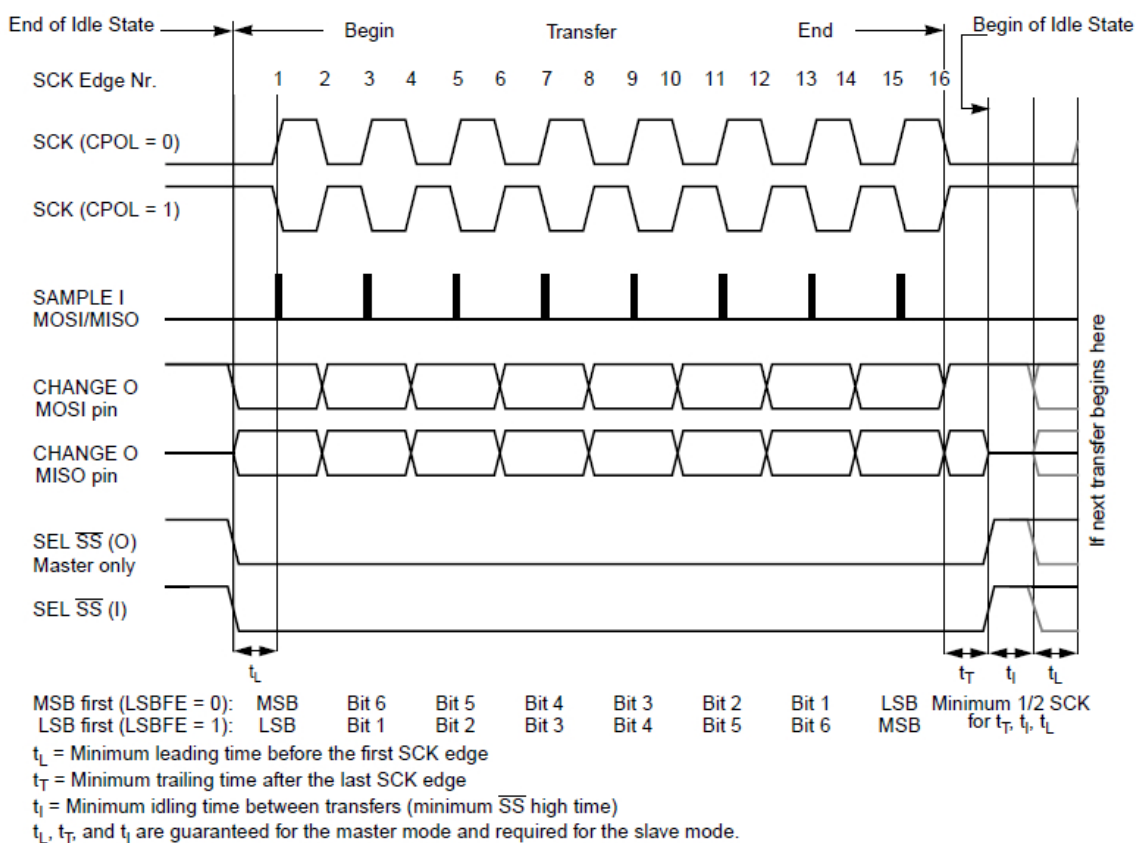 End of Idle State Begin Transfer End Begin of Idle State
SCK Edge Nr. 1 2 3 4 5 6 7 8 9 10 11 12 13 14 15 16
SCK (CPOL = 0)
SCK (CPOL = 1)
SAMPLE I
MOSI/MISO
CHANGE O
MOSI pin
CHANGE O
MISO pin
SEL SS (O)
Master only
SEL SS (I)
If next transfer begins here
tL tT tI tL
MSB first (LSBFE = 0): MSB Bit 6 Bit 5 Bit 4 Bit 3 Bit 2 Bit 1 LSB Minimum 1/2 SCK
LSB first (LSBFE = 1): LSB Bit 1 Bit 2 Bit 3 Bit 4 Bit 5 Bit 6 MSB for tT, tI, tL
tL = Minimum leading time before the first SCK edge
tT = Minimum trailing time after the last SCK edge
tI = Minimum idling time between transfers (minimum SS high time)
tL, tT, and tI are guaranteed for the master mode and required for the slave mode.